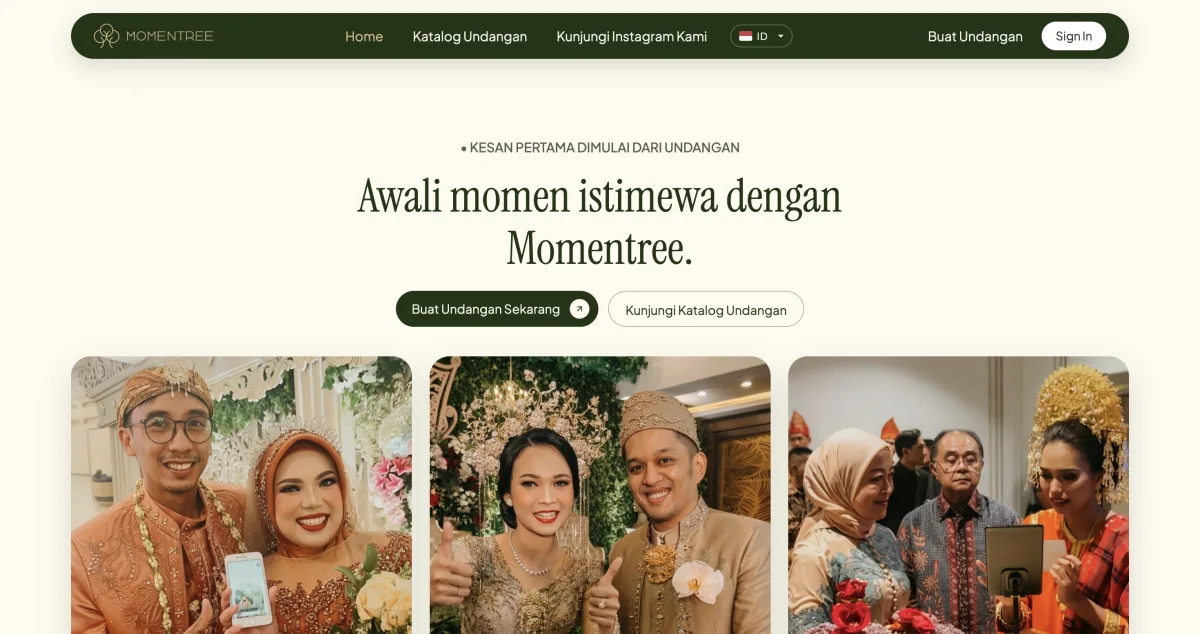 MOMENTREE
Home
Katalog Undangan
Kunjungi Instagram Kami
ID
Buat Undangan
Sign In
• KESAN PERTAMA DIMULAI DARI UNDANGAN
Awali momen istimewa dengan
Momentree.
Buat Undangan Sekarang
Kunjungi Katalog Undangan